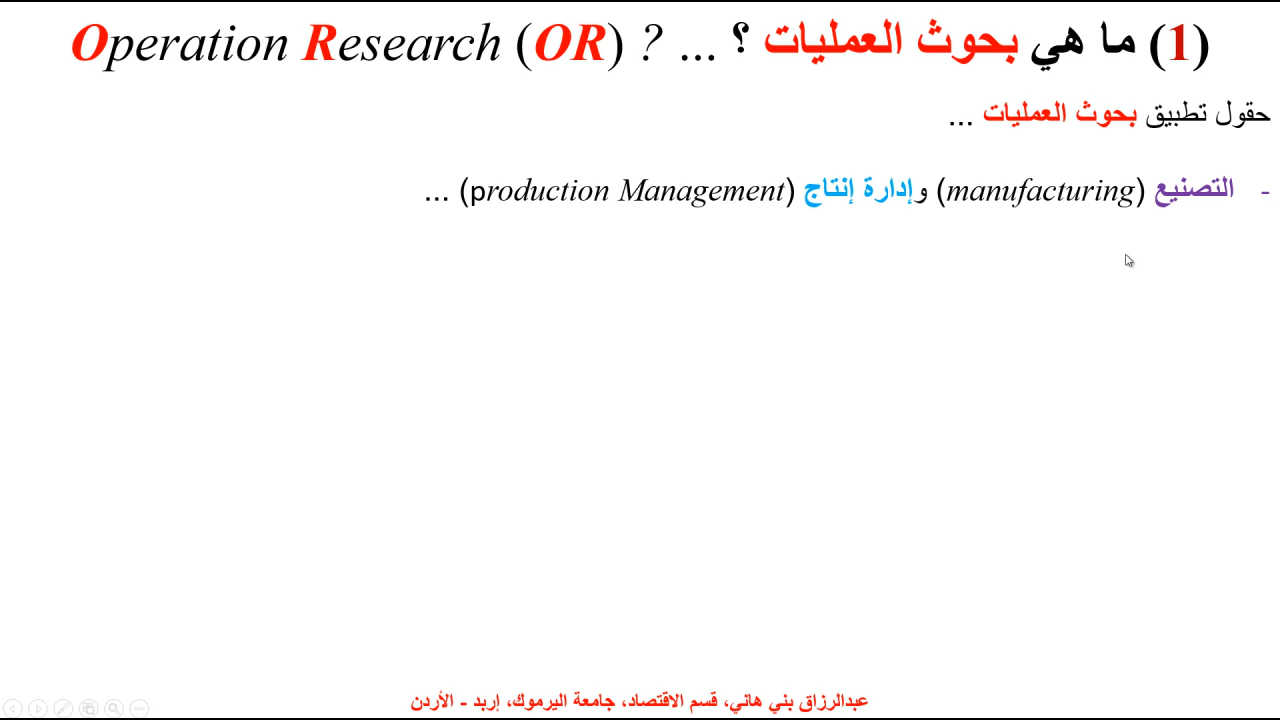 (1) ما هي بحوث العمليات ؟ ... Operation Research (OR) ?
حقول تطبيق بحوث العمليات ...
- التصنيع (manufacturing) وإدارة إنتاج (production Management) ...
عبدالرزاق بني هاني، قسم الاقتصاد، جامعة اليرموك، إربد - الأردن